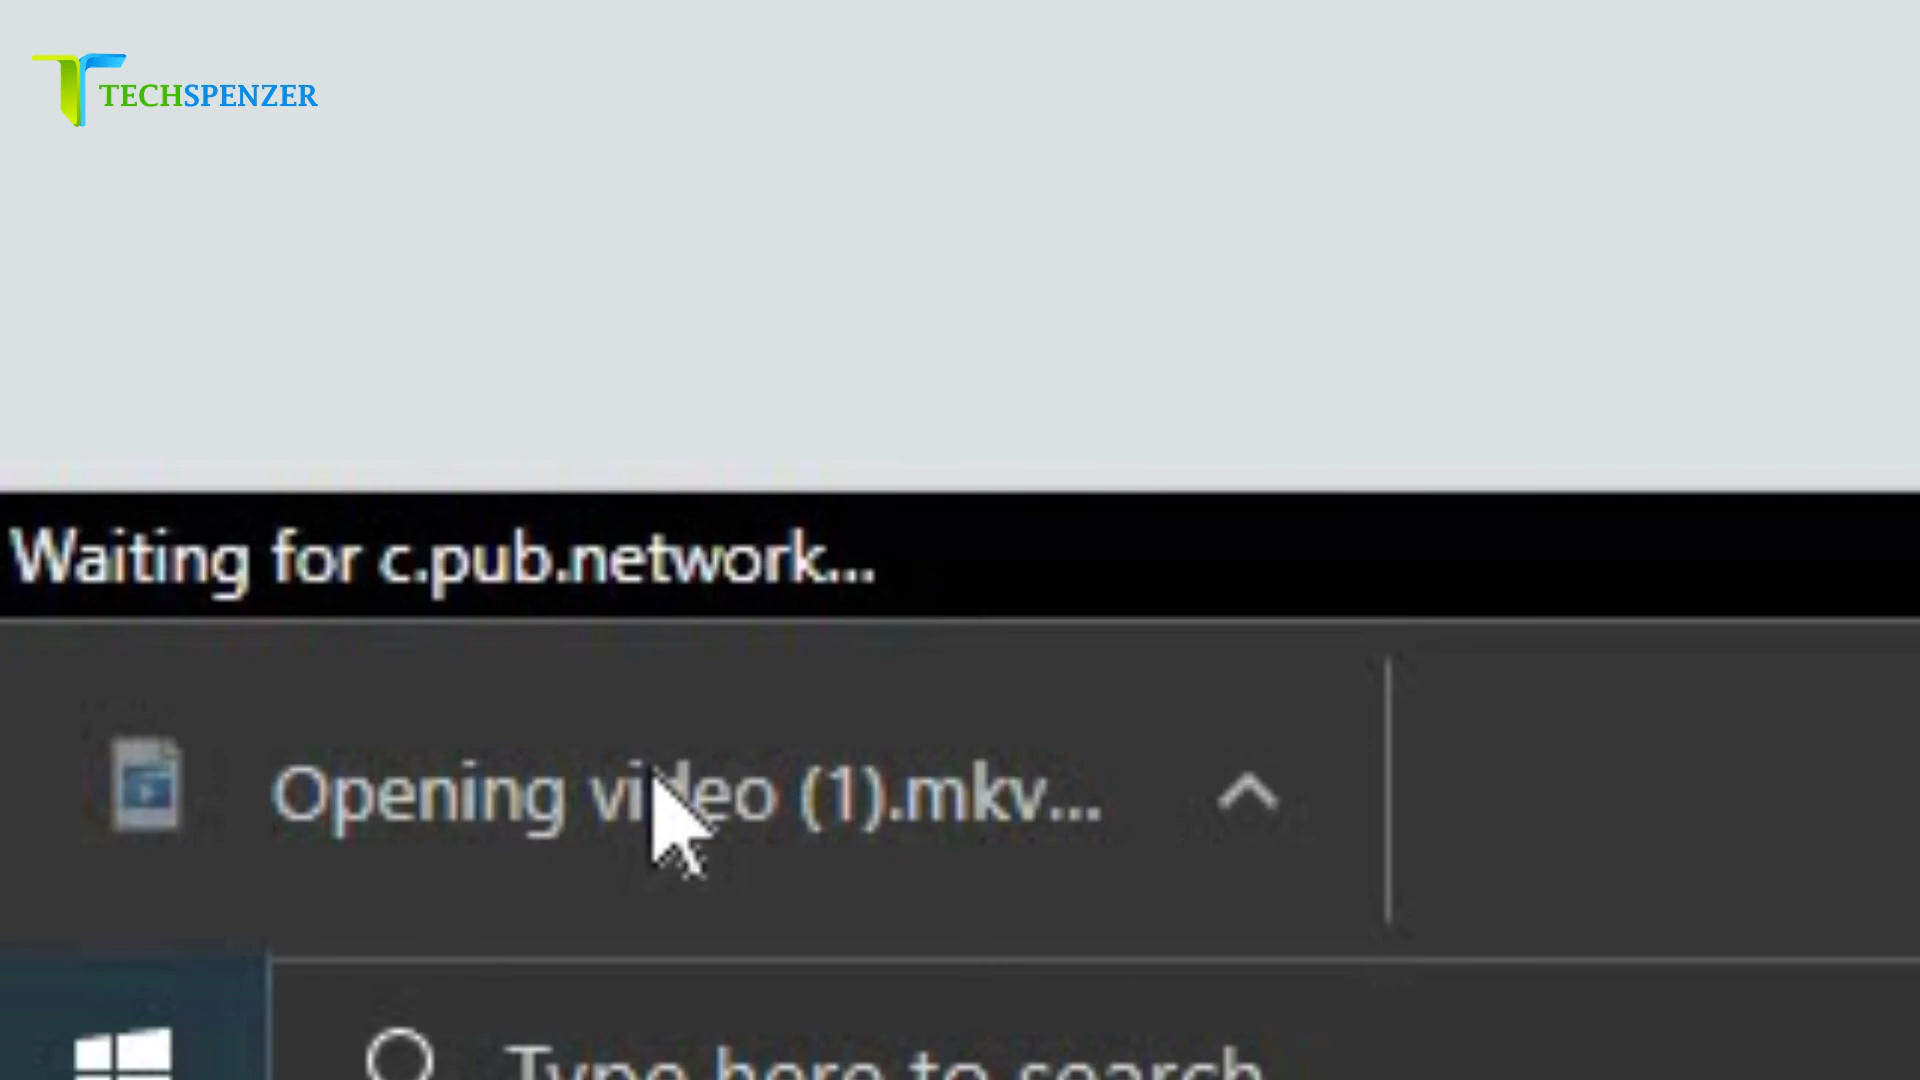 TECHSPENZER
Waiting for c.pub.network...
Opening video (1).mkv...
Type here to search